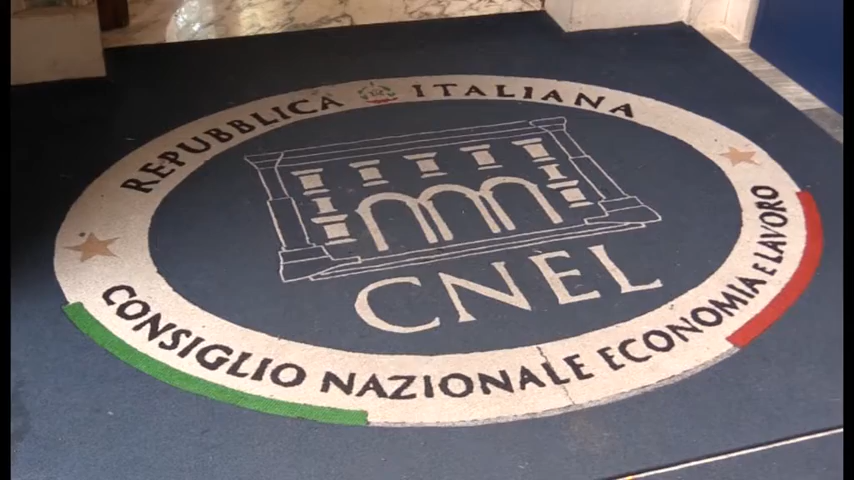 REPUBBLICA ITALIANA
CNEL
CONSIGLIO NAZIONALE E ECONOMIA E LAVORO